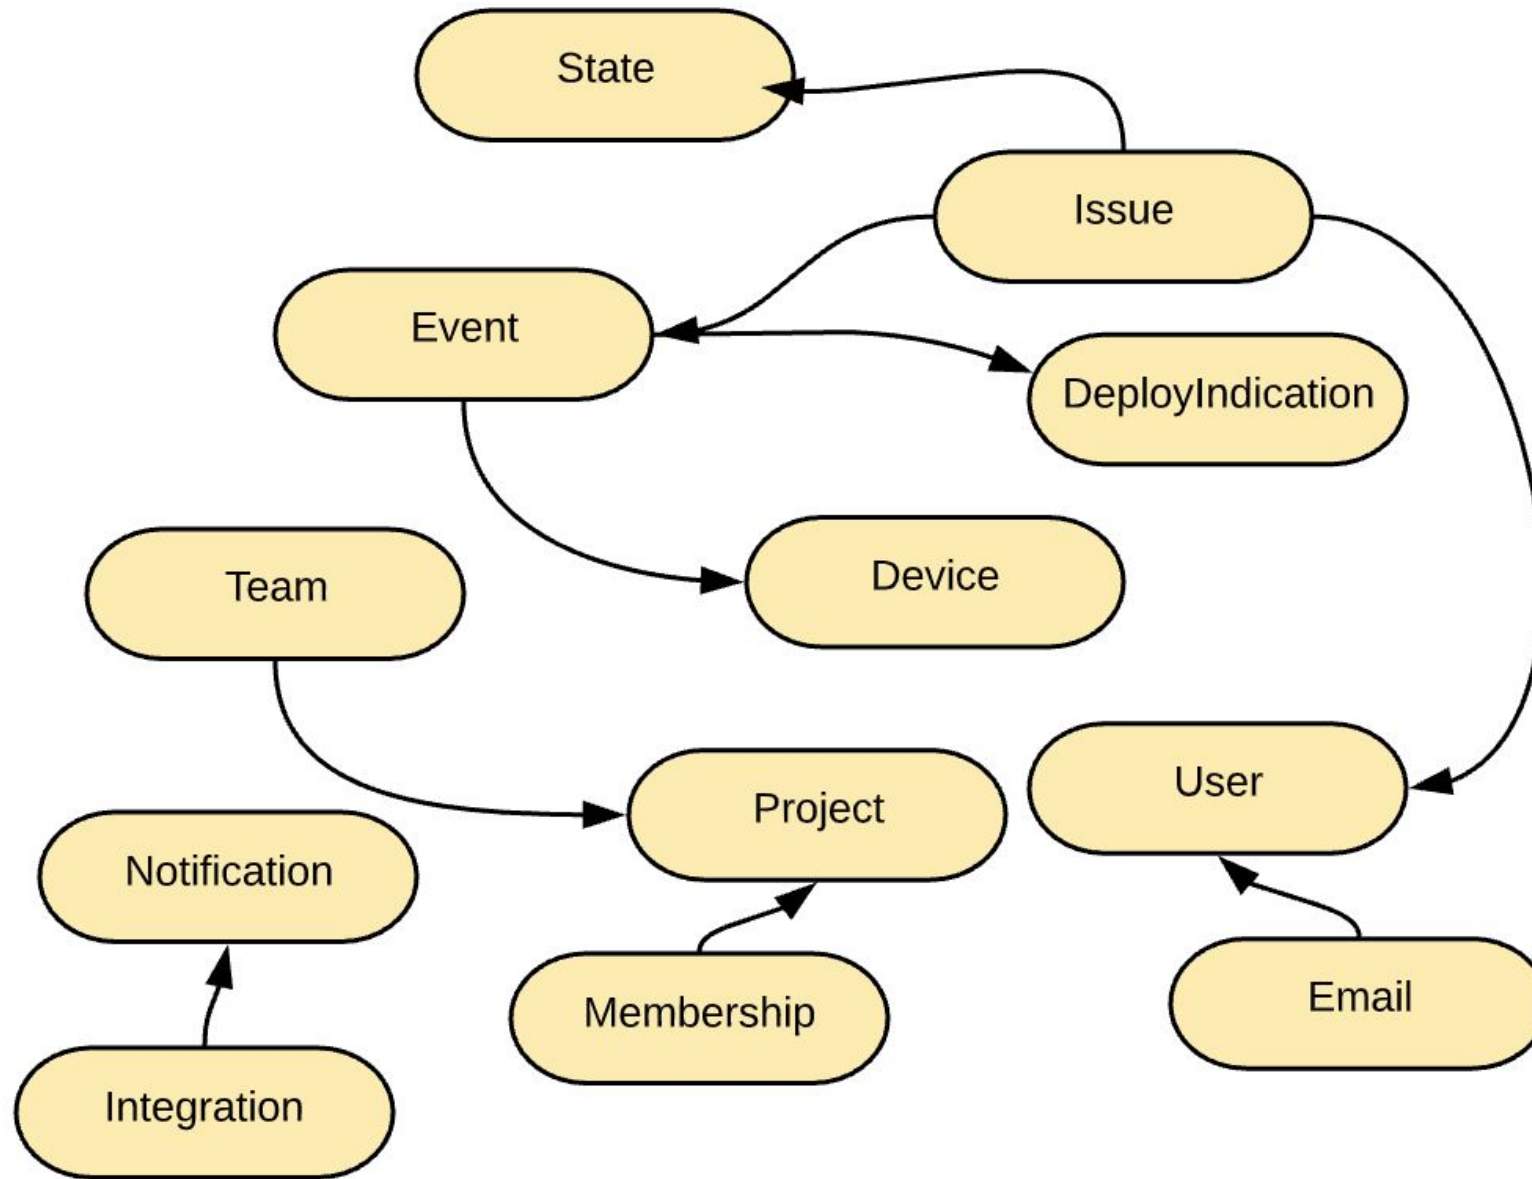 State
Issue
Event
DeployIndication
Device
Team
User
Project
Notification
Email
Membership
Integration